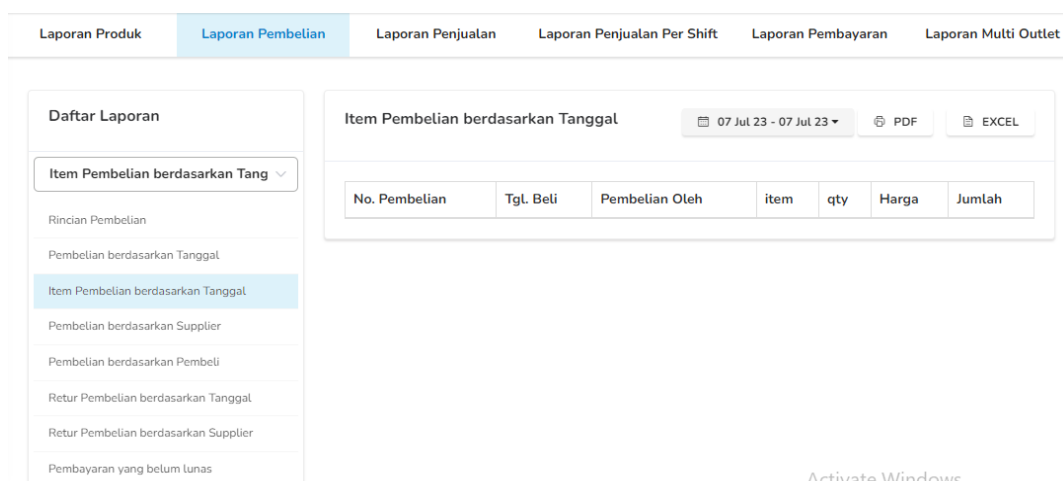 Laporan Produk Laporan Pembelian Laporan Penjualan Laporan Penjualan Per Shift Laporan Pembayaran Laporan Multi Outlet
Daftar Laporan
Item Pembelian berdasarkan Tang
Rincian Pembelian
Pembelian berdasarkan Tanggal
Item Pembelian berdasarkan Tanggal
Pembelian berdasarkan Supplier
Pembelian berdasarkan Pembeli
Retur Pembelian berdasarkan Tanggal
Retur Pembelian berdasarkan Supplier
Pembayaran yang belum lunas
Item Pembelian berdasarkan Tanggal 07 Jul 23 - 07 Jul 23 PDF EXCEL
No. Pembelian Tgl. Beli Pembelian Oleh item qty Harga Jumlah
Activate Windows